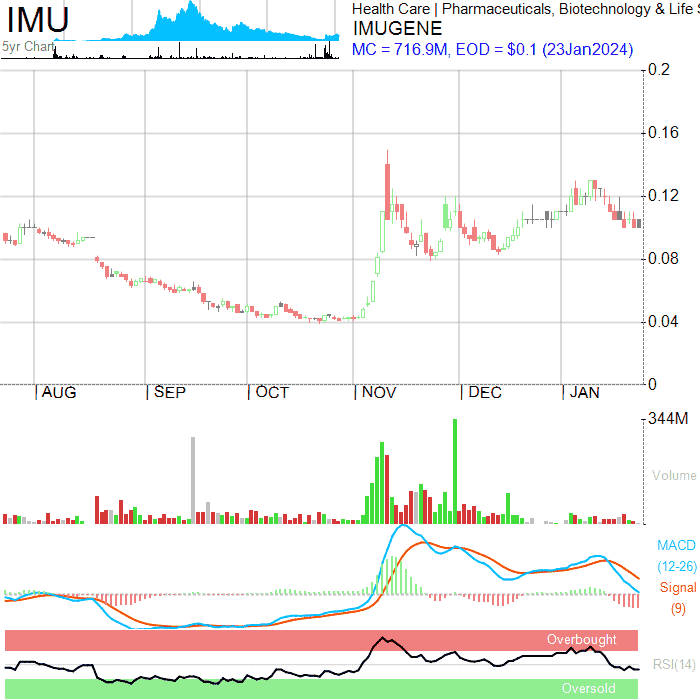 IMU
5yr Chart
Health Care | Pharmaceuticals, Biotechnology & Life S
IMUGENE
MC = 716.9M, EOD = $0.1 (23Jan2024)
0.2
0.16
0.12
0.08
0.04
0
AUG SEP OCT NOV DEC JAN
344M
Volume
MACD
(12-26)
Signal
(9)
Overbought
RSI(14)
Oversold